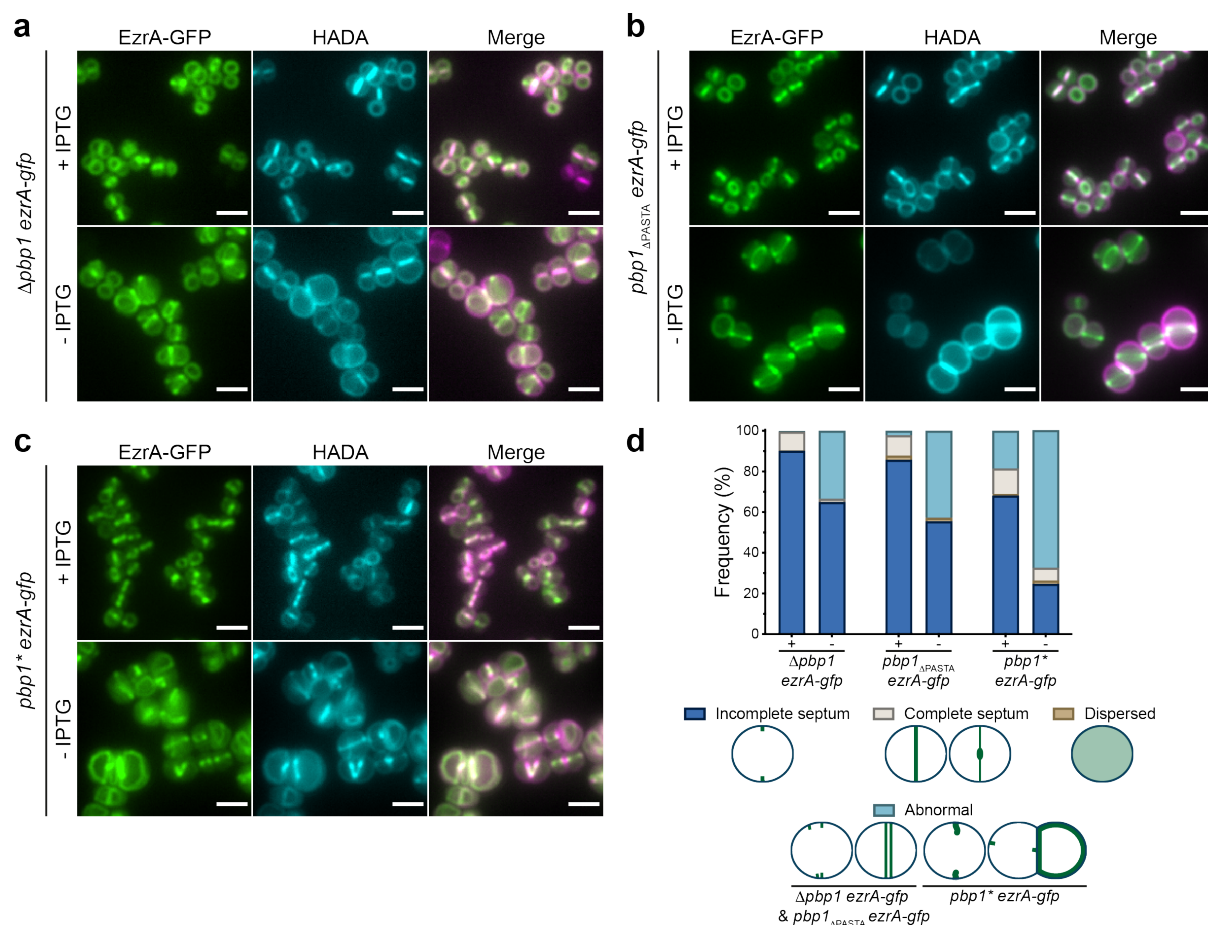 a
EzrA-GFP HADA Merge
Δpbp1 ezrA-gfp
+ IPTG
- IPTG
b
EzrA-GFP HADA Merge
pbp1ΔPASTA ezrA-gfp
+ IPTG
- IPTG
c
EzrA-GFP HADA Merge
pbp1* ezrA-gfp
+ IPTG
- IPTG
d
Frequency (%)
100
80
60
40
20
0
+ - + - + -
Δpbp1 pbp1ΔPASTA pbp1*
ezrA-gfp ezrA-gfp ezrA-gfp
Incomplete septum Complete septum Dispersed
Abnormal
Δpbp1 ezrA-gfp pbp1* ezrA-gfp
& pbp1ΔPASTA ezrA-gfp